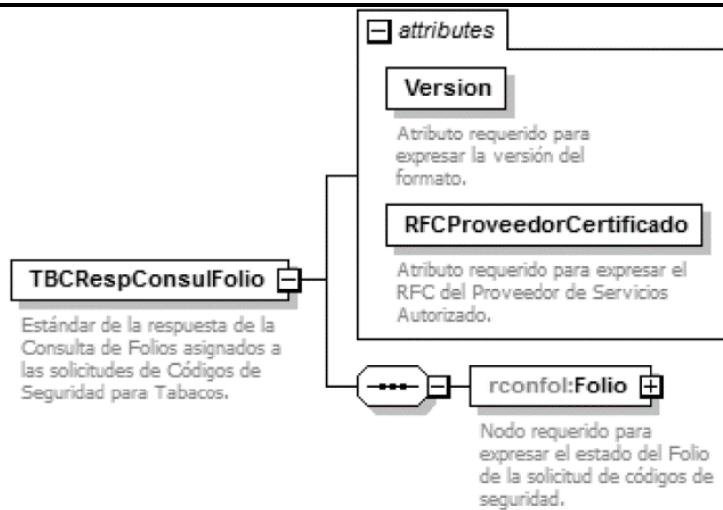 attributes
Version
Atributo requerido para
expresar la versión del
formato.
RFCProveedorCertificado
Atributo requerido para expresar el
RFC del Proveedor de Servicios
Autorizado.
TBCRespConsulFolio
Estándar de la respuesta de la
Consulta de Folios asignados a
las solicitudes de Códigos de
Seguridad para Tabacos.
rconfol:Folio
Nodo requerido para
expresar el estado del Folio
de la solicitud de códigos de
seguridad.